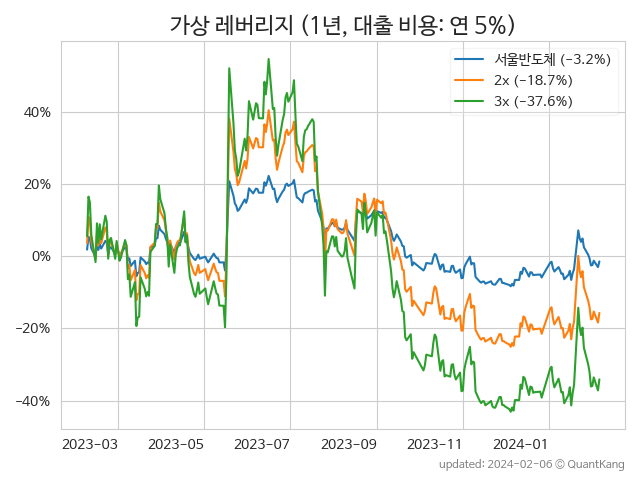 가상 레버리지 (1년, 대출 비용: 연 5%)
서울반도체 (−3.2%)
2x (−18.7%)
3x (−37.6%)
40%
20%
0%
−20%
−40%
2023−03 2023−05 2023−07 2023−09 2023−11 2024−01
updated: 2024-02-06 © QuantKang